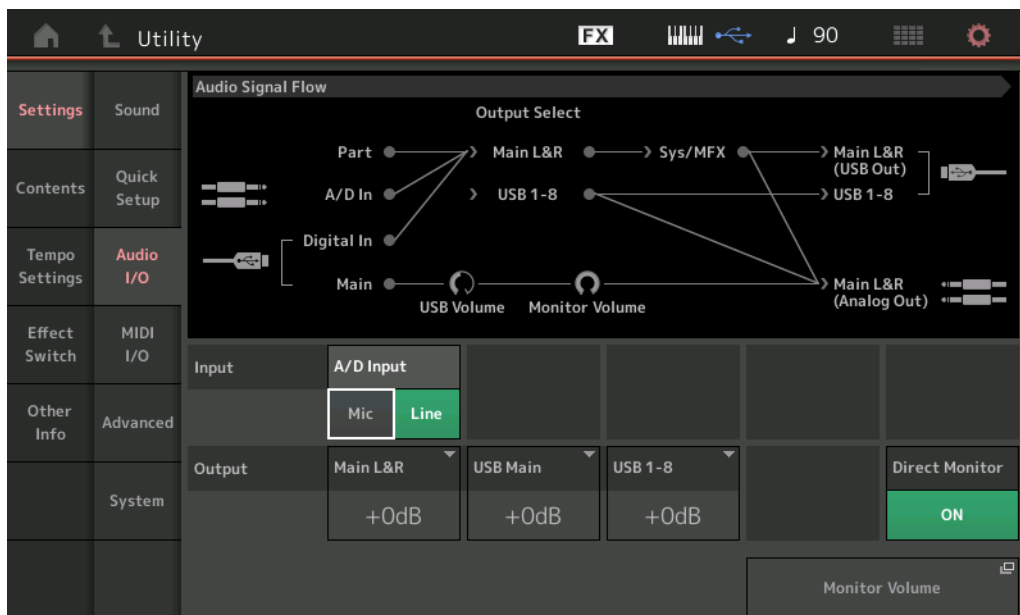 Utility
FX
90
Settings
Contents
Tempo
Settings
Effect
Switch
Other
Info
Sound
Quick
Setup
Audio
I/O
MIDI
I/O
Advanced
System
Audio Signal Flow
Output Select
Part
Main L&R
Sys/MFX
Main L&R
(USB Out)
A/D In
USB 1-8
USB 1-8
Digital In
Main
USB Volume
Monitor Volume
Main L&R
(Analog Out)
Input
A/D Input
Mic
Line
Output
Main L&R
+0dB
USB Main
+0dB
USB 1-8
+0dB
Direct Monitor
ON
Monitor Volume